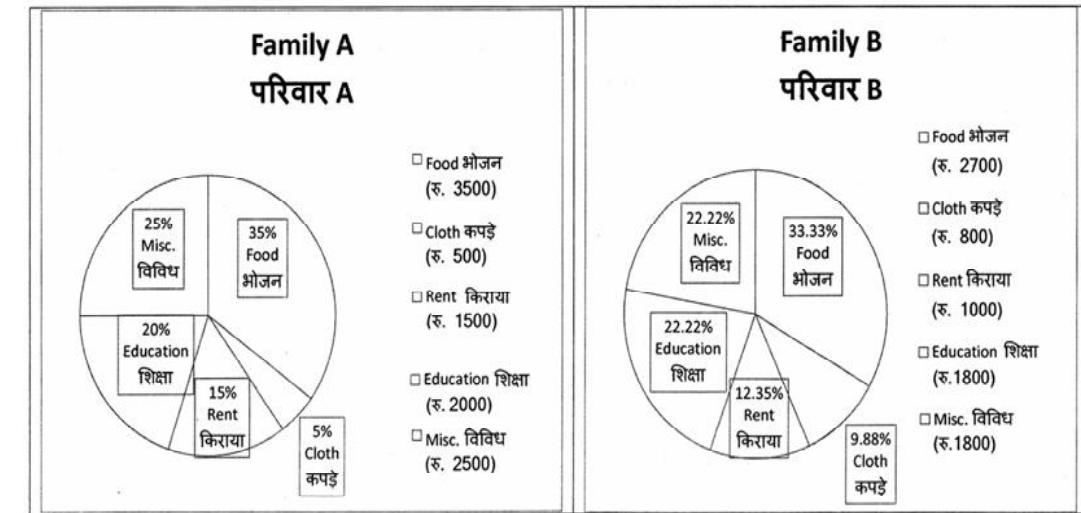 Family A
परिवार A
25%
Misc.
विविध
35%
Food
भोजन
20%
Education
शिक्षा
15%
Rent
किराया
5%
Cloth
कपड़े
Food भोजन
(रु. 3500)
Cloth कपड़े
(रु. 500)
Rent किराया
(रु. 1500)
Education शिक्षा
(रु. 2000)
Misc. विविध
(रु. 2500)
Family B
परिवार B
22.22%
Misc.
विविध
33.33%
Food
भोजन
22.22%
Education
शिक्षा
12.35%
Rent
किराया
9.88%
Cloth
कपड़े
Food भोजन
(रु. 2700)
Cloth कपड़े
(रु. 800)
Rent किराया
(रु. 1000)
Education शिक्षा
(रु.1800)
Misc. विविध
(रु.1800)